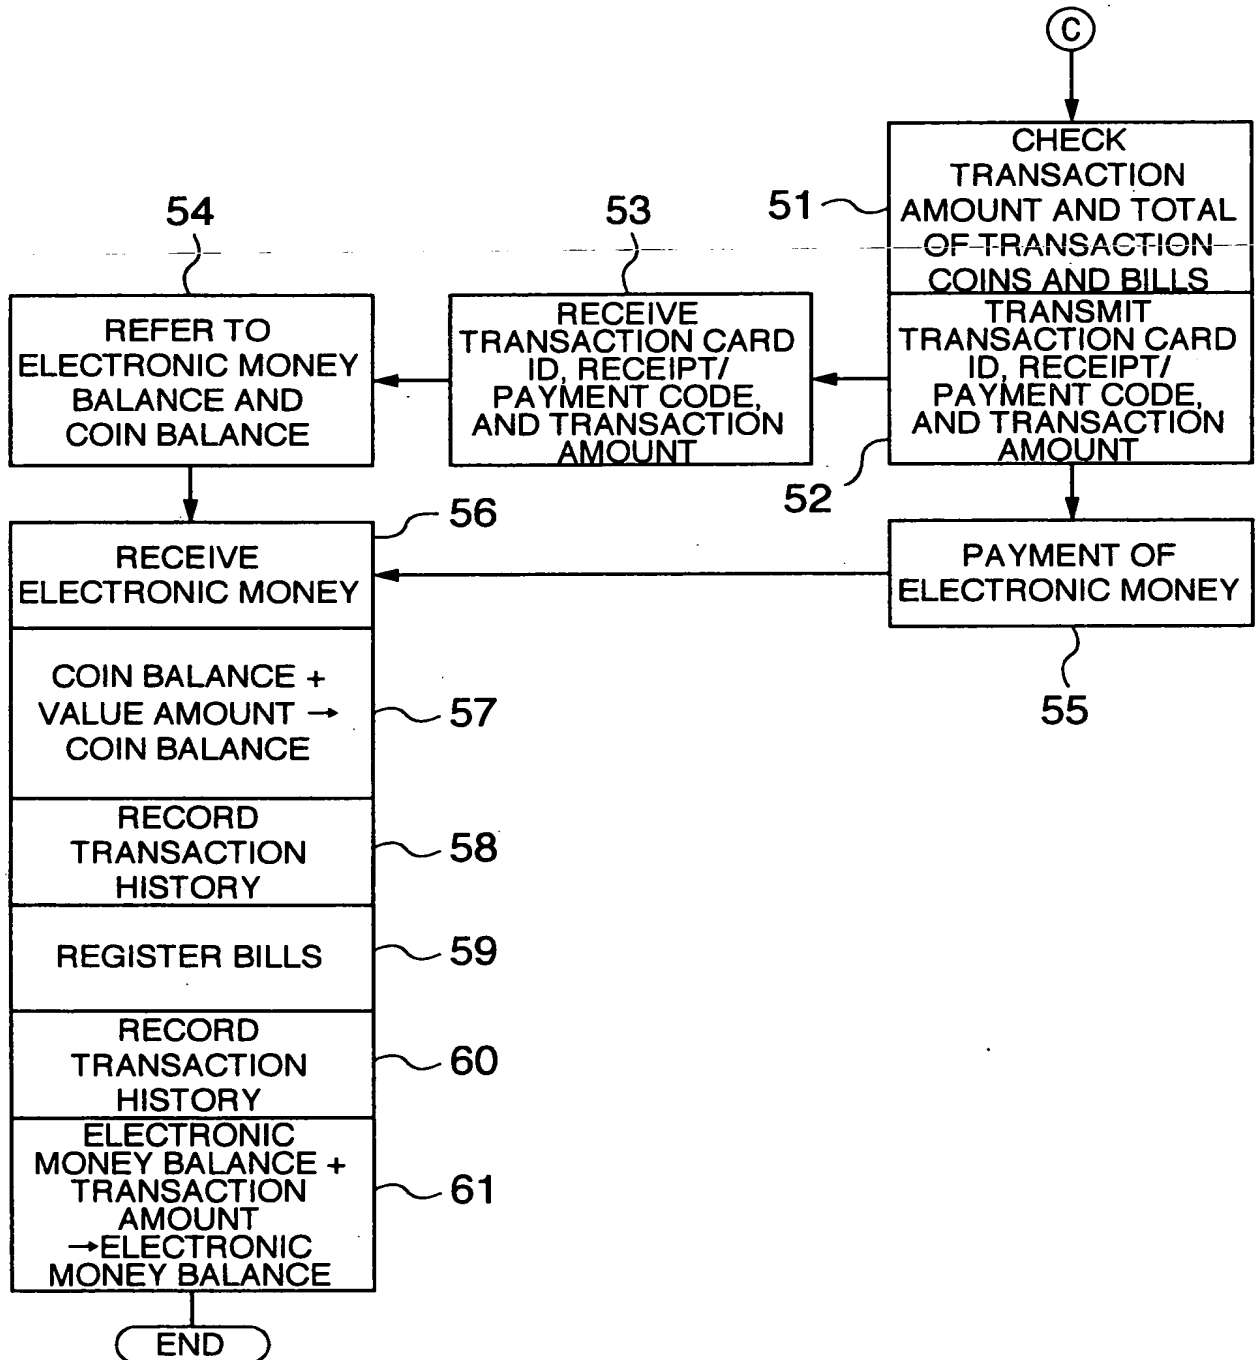 C
CHECK
TRANSACTION
AMOUNT AND TOTAL
OF TRANSACTION
COINS AND BILLS
51
TRANSMIT
TRANSACTION CARD
ID, RECEIPT/
PAYMENT CODE,
AND TRANSACTION
AMOUNT
52
53
RECEIVE
TRANSACTION CARD
ID, RECEIPT/
PAYMENT CODE,
AND TRANSACTION
AMOUNT
54
REFER TO
ELECTRONIC MONEY
BALANCE AND
COIN BALANCE
PAYMENT OF
ELECTRONIC MONEY
55
56
RECEIVE
ELECTRONIC MONEY
COIN BALANCE +
VALUE AMOUNT →
COIN BALANCE
57
RECORD
TRANSACTION
HISTORY
58
REGISTER BILLS
59
RECORD
TRANSACTION
HISTORY
60
ELECTRONIC
MONEY BALANCE +
TRANSACTION
AMOUNT
→ELECTRONIC
MONEY BALANCE
61
END